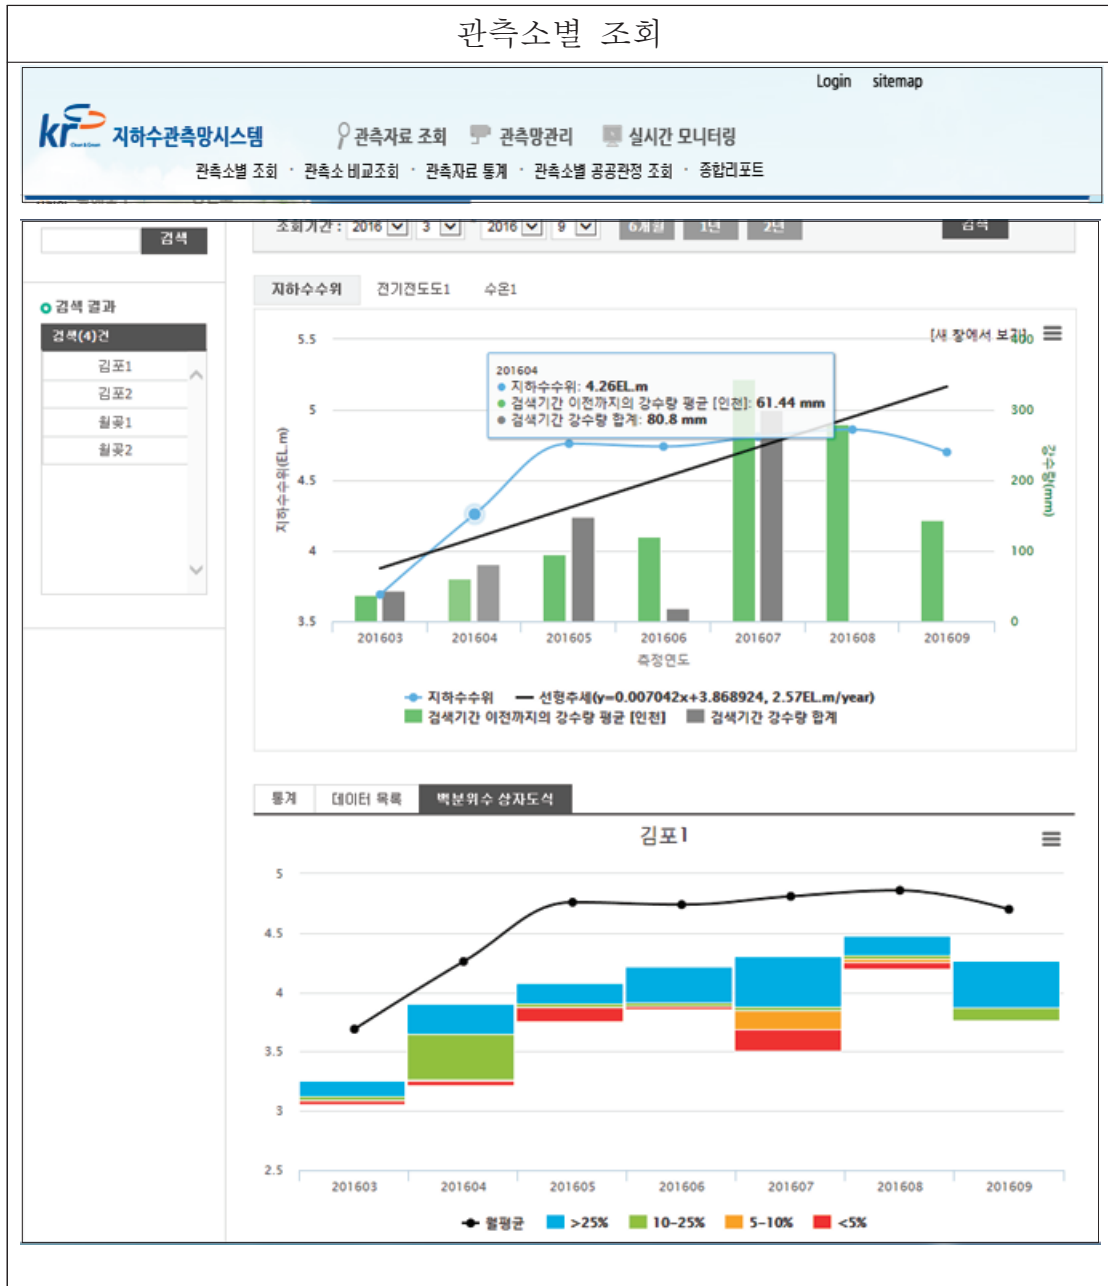 관측소별 조회
Login sitemap
kr 지하수관측망시스템 관측자료 조회 관측망관리 실시간 모니터링
Clean & Green
관측소별 조회 · 관측소 비교조회 · 관측자료 통계 · 관측소별 공공관정 조회 · 종합리포트
검색 조회기간 : 2016 3 2016 9 6개월 1년 2년 검색
지하수수위 전기전도도1 수온1
검색 결과
검색(4)건
김포1
김포2
월곶1
월곶2
[새 창에서 보기]
201604
지하수수위: 4.26EL.m
검색기간 이전까지의 강수량 평균 [인천]: 61.44 mm
검색기간 강수량 합계: 80.8 mm
지하수수위(EL.m)
5.5
5
4.5
4
3.5
강수량(mm)
400
300
200
100
0
201603 201604 201605 201606 201607 201608 201609
측정연도
지하수수위 선형추세(y=0.007042x+3.868924, 2.57EL.m/year)
검색기간 이전까지의 강수량 평균 [인천] 검색기간 강수량 합계
통계 데이터 목록 백분위수 상자도식
김포1
5
4.5
4
3.5
3
2.5
201603 201604 201605 201606 201607 201608 201609
월평균 >25% 10-25% 5-10% <5%